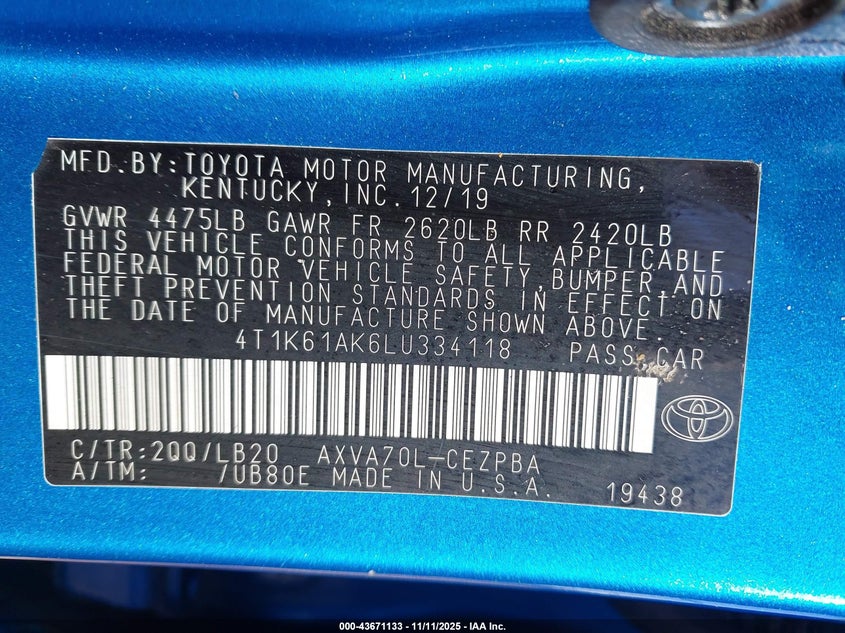 MFD.BY:TOYOTA MOTOR MANUFACTURING,
KENTUCKY, INC.12/19
GVWR 4475LB GAWR FR 2620LB RR 2420LB
THIS VEHICLE CONFORMS TO ALL APPLICABLE
FEDERAL MOTOR VEHICLE SAFETY, BUMPER AND
THEFT PREVENTION STANDARDS IN EFFECT ON
THE DATE OF MANUFACTURE SHOWN ABOVE.
4T1K61AK6LU334118 PASS CAR
C/TR:2QQ/LB20 AXVA70L-CEZPBA
A/TM: /UB80E MADE IN U.S.A. 19438
000-43671133 - 11/11/2025 - IAA Inc.